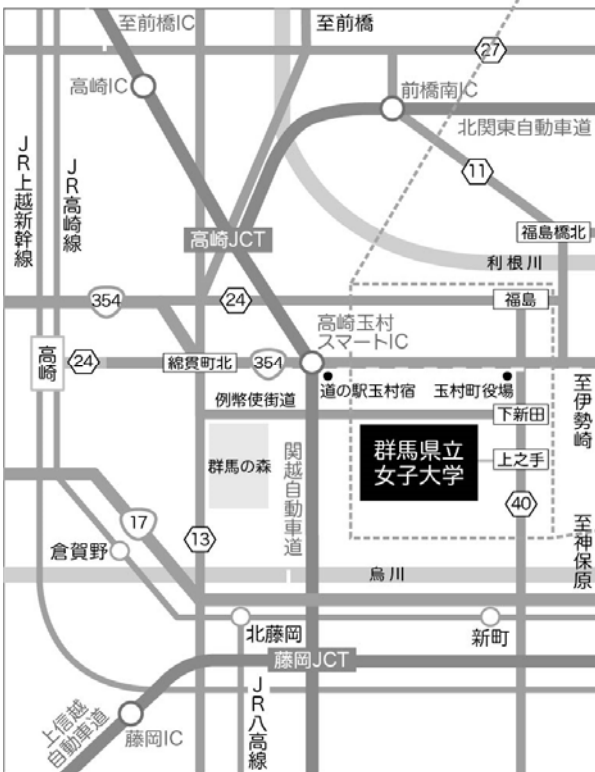 至前橋IC
至前橋
27
高崎IC
前橋南IC
北関東自動車道
11
JR上越新幹線
JR高崎線
福島橋北
高崎JCT
利根川
354
24
福島
高崎玉村
スマートIC
高崎
24
綿貫町北
354
道の駅玉村宿
玉村町役場
至伊勢崎
例幣使街道
下新田
群馬の森
関越自動車道
群馬県立
女子大学
上之手
17
13
40
至神保原
倉賀野
烏川
北藤岡
新町
藤岡JCT
JR八高線
上信越
自動車道
藤岡IC